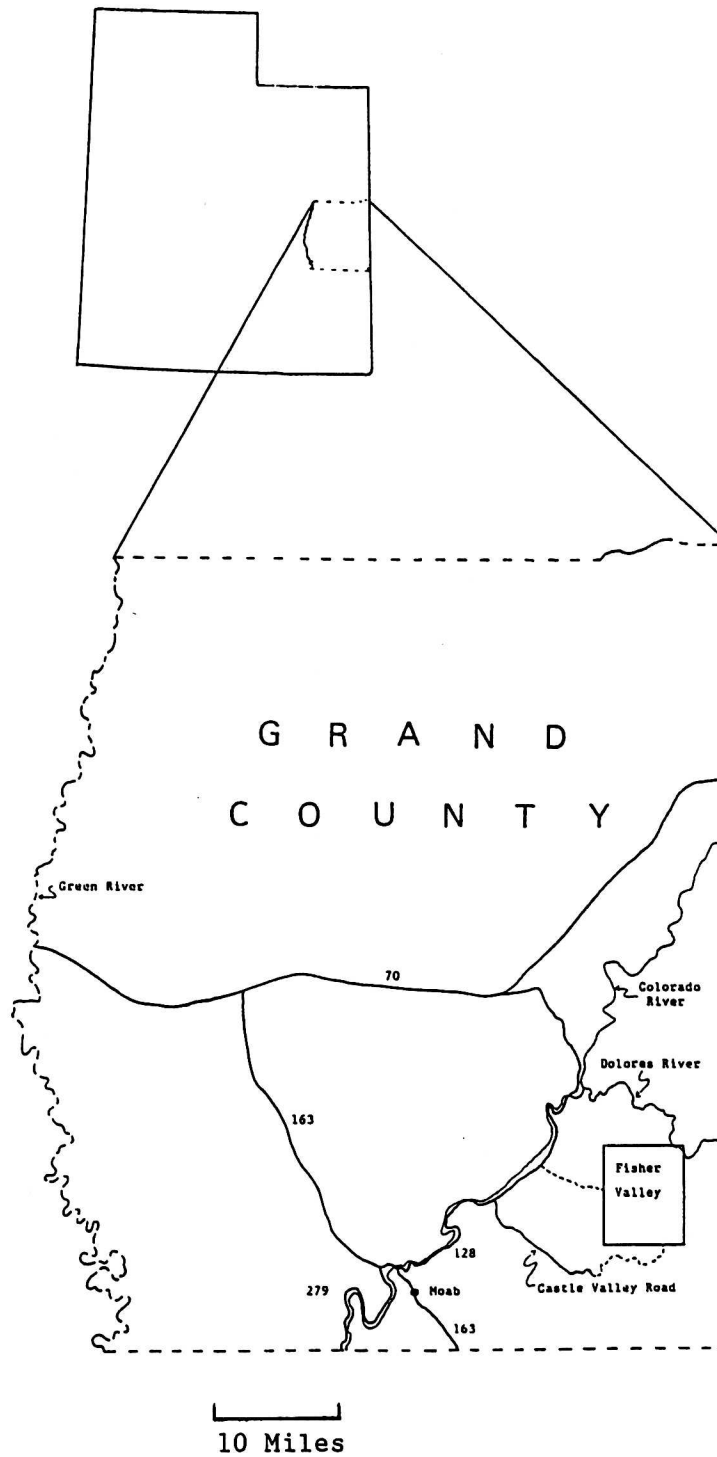 G R A N D
C O U N T Y
Green River
70
Colorado
River
Dolores River
163
Fisher
Valley
128
279
Moab
Castle Valley Road
163
10 Miles